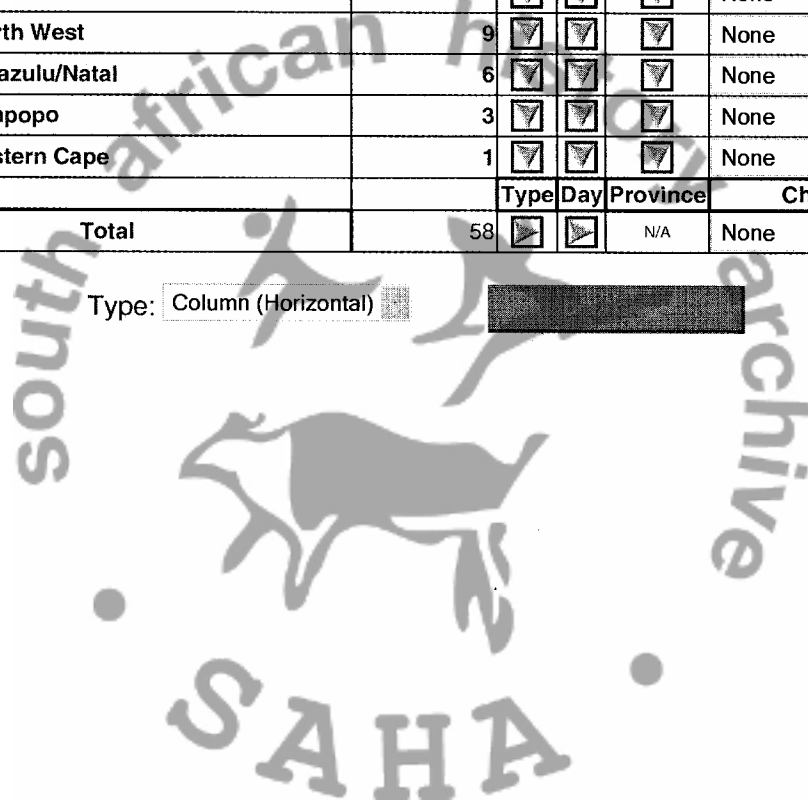 None
rth West 9 None
azulu/Natal 6 None
popo 3 None
stern Cape 1 None
Type Day Province Ch
Total 58 N/A None
Type: Column (Horizontal)
south african history archive
SAHA